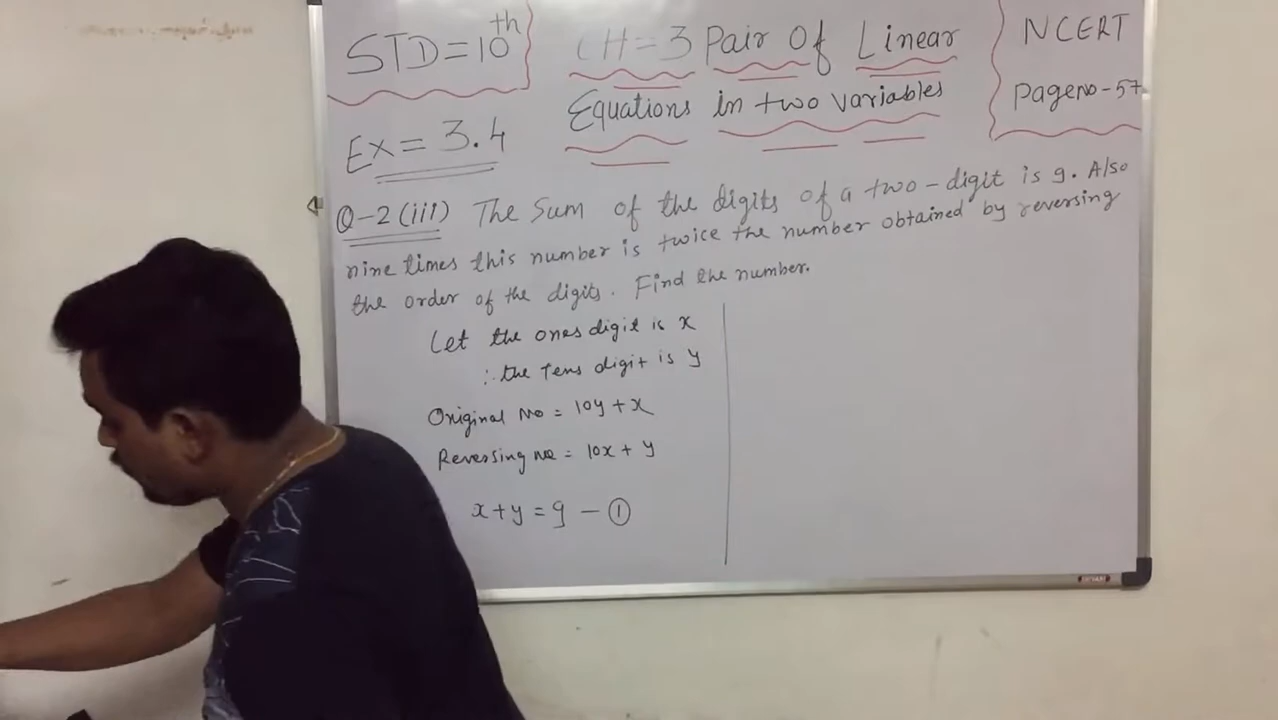 STD = 10th
CH = 3 Pair Of Linear
Equations in two variables
NCERT
Page no - 57
Ex = 3.4
Q-2 (iii) The Sum of the digits of a two-digit is 9. Also
nine times this number is twice the number obtained by reversing
the order of the digits. Find the number.
Let the ones digit is x
∴ the Tens digit is y
Original No = 10y + x
Reversing no = 10x + y
x + y = 9 – ①